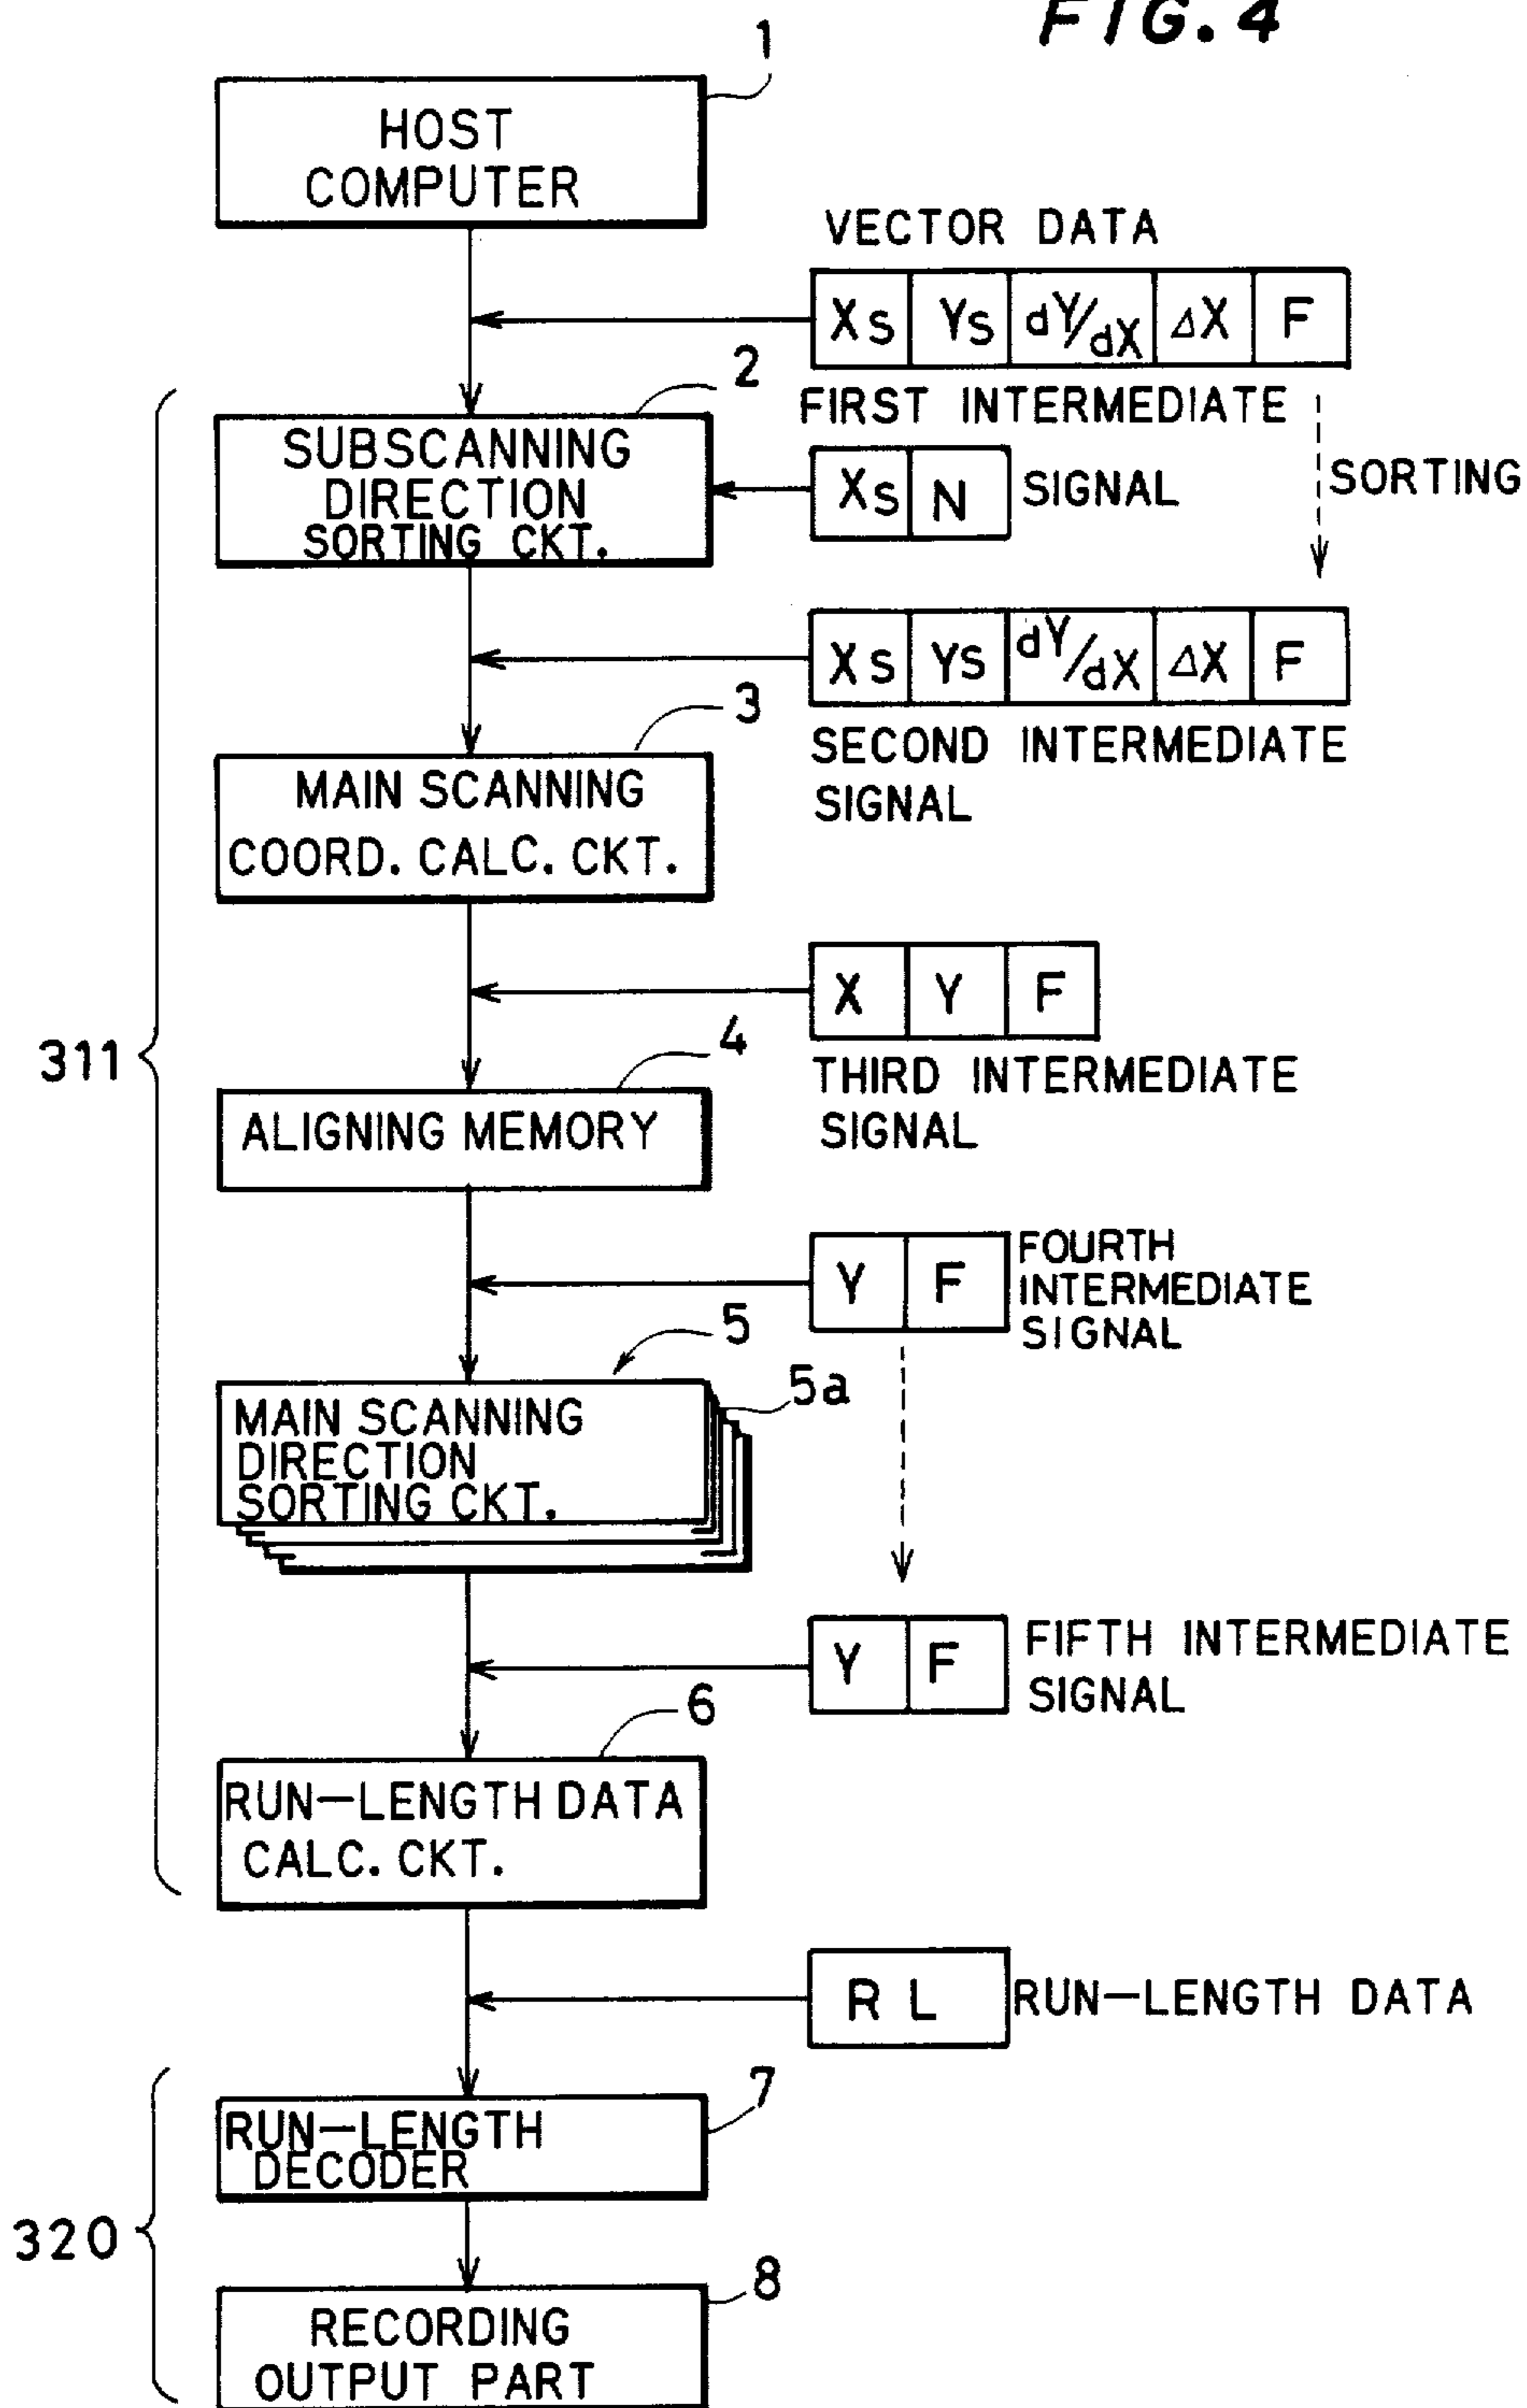 FIG. 4
1
HOST
COMPUTER
VECTOR DATA
Xs Ys dY/dX ΔX F
2
FIRST INTERMEDIATE
SUBSCANNING
DIRECTION
SORTING CKT.
Xs N SIGNAL
SORTING
Xs Ys dY/dX ΔX F
3
SECOND INTERMEDIATE
SIGNAL
MAIN SCANNING
COORD. CALC. CKT.
X Y F
311
4
THIRD INTERMEDIATE
SIGNAL
ALIGNING MEMORY
Y F
FOURTH
INTERMEDIATE
SIGNAL
5
5a
MAIN SCANNING
DIRECTION
SORTING CKT.
Y F
FIFTH INTERMEDIATE
SIGNAL
6
RUN-LENGTH DATA
CALC. CKT.
RL RUN-LENGTH DATA
7
RUN-LENGTH
DECODER
320
8
RECORDING
OUTPUT PART